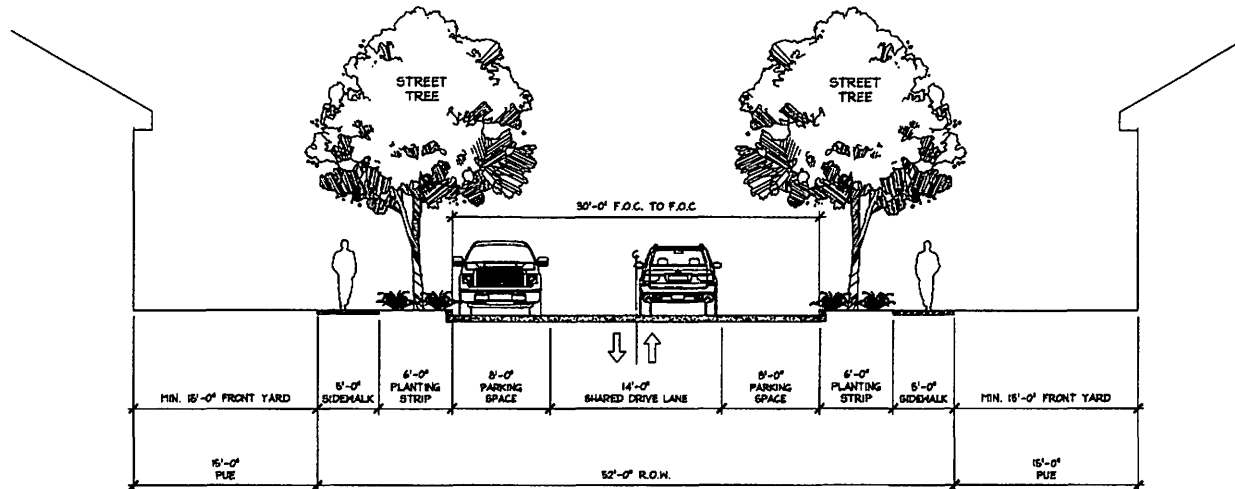 STREET
TREE
STREET
TREE
30'-0" F.O.C. TO F.O.C
MIN. 15'-0" FRONT YARD
5'-0"
SIDEWALK
6'-0"
PLANTING
STRIP
8'-0"
PARKING
SPACE
14'-0"
SHARED DRIVE LANE
8'-0"
PARKING
SPACE
6'-0"
PLANTING
STRIP
5'-0"
SIDEWALK
MIN. 15'-0" FRONT YARD
15'-0"
PUE
52'-0" R.O.W.
15'-0"
PUE